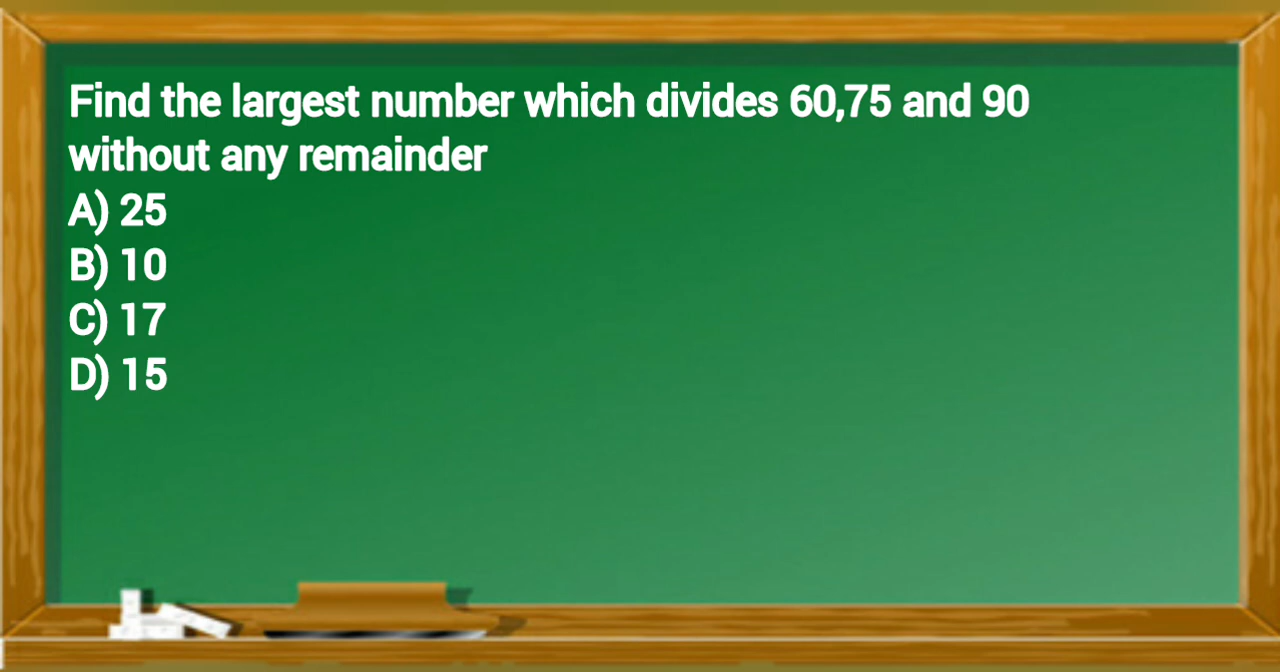 Find the largest number which divides 60,75 and 90
without any remainder
A) 25
B) 10
C) 17
D) 15